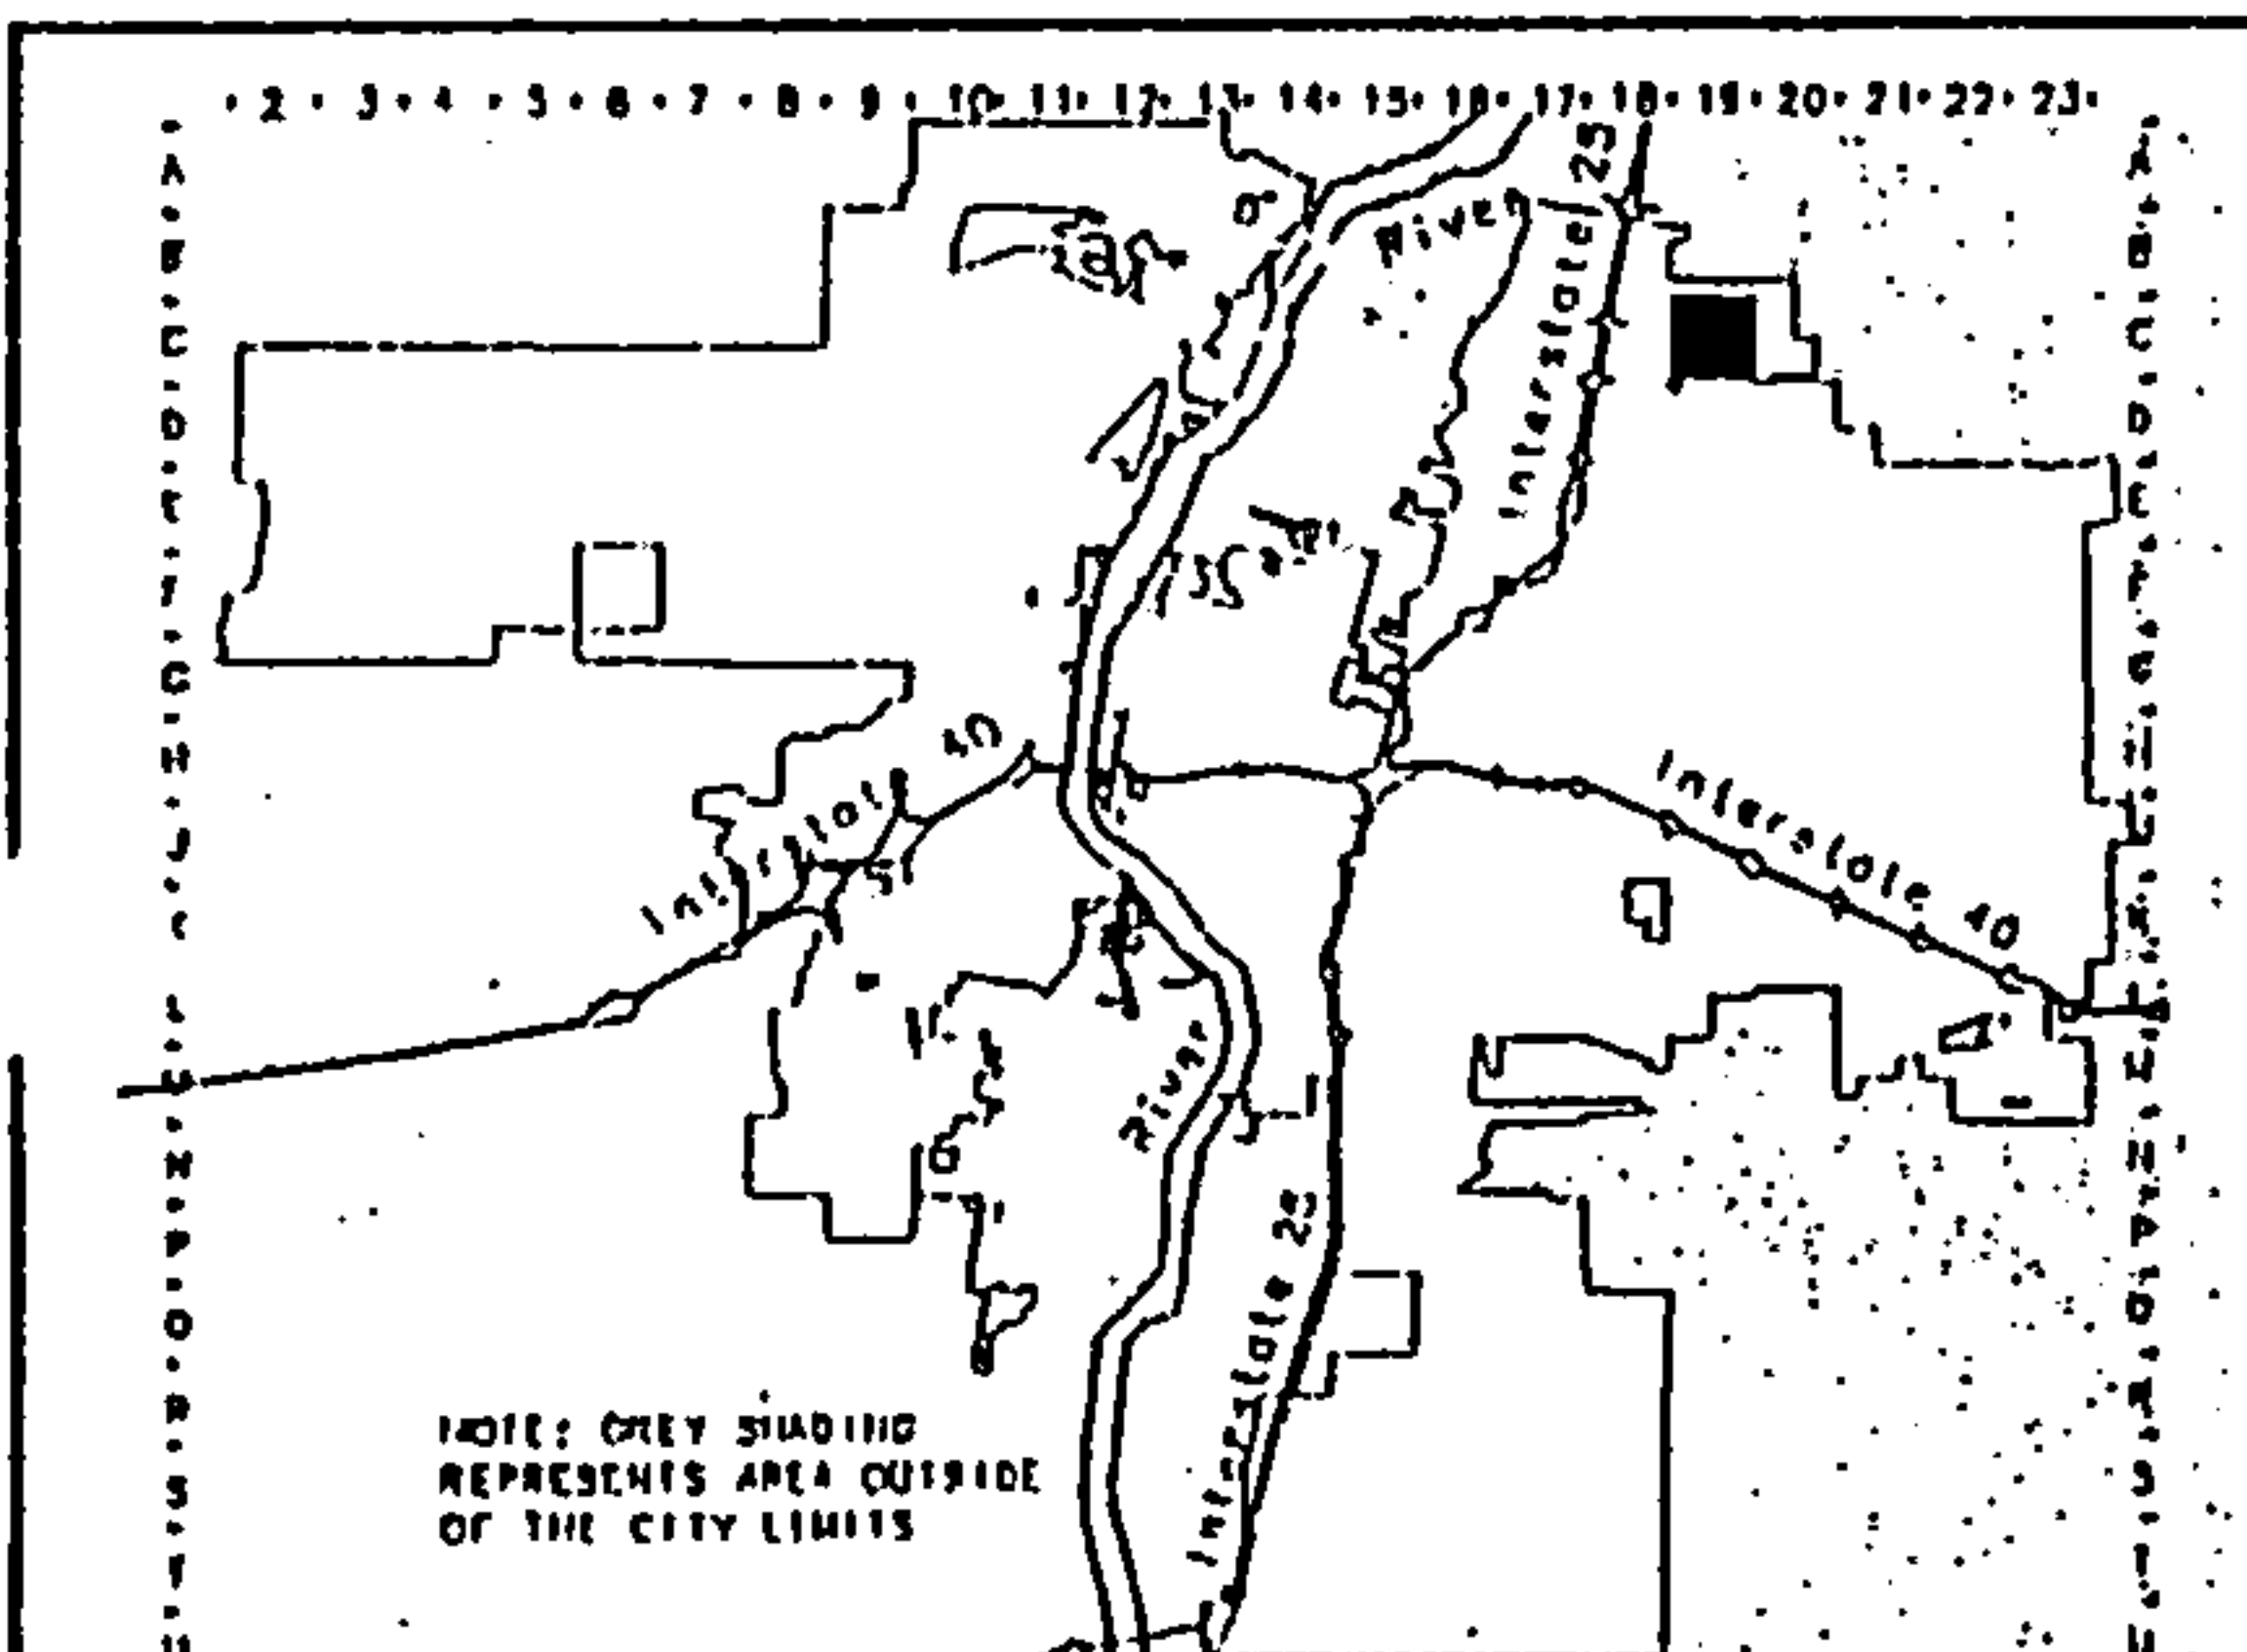 2 · 3 · 4 · 5 · 6 · 7 · 8 · 9 · 10 · 11 · 12 · 13 · 14 · 15 · 16 · 17 · 18 · 19 · 20 · 21 · 22 · 23
A
B
C
D
E
F
G
H
J
K
L
M
N
P
Q
R
S
T
River
Interstate 25
40
Interstate 40
River
Interstate 25
NOTE: GREY SHADING
REPRESENTS AREA OUTSIDE
OF THE CITY LIMITS
A
B
C
D
E
F
G
H
J
K
L
M
N
P
Q
R
S
T